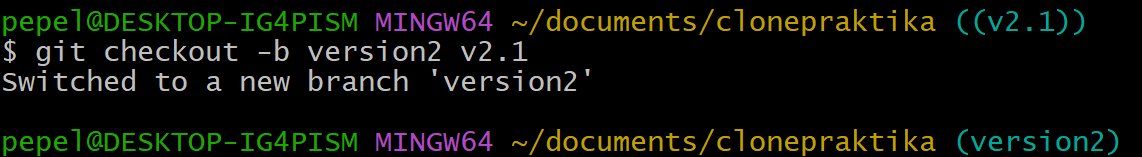 pepel@DESKTOP-IG4PISM MINGW64 ~/documents/clonepraktika ((v2.1))
$ git checkout -b version2 v2.1
Switched to a new branch 'version2'
pepel@DESKTOP-IG4PISM MINGW64 ~/documents/clonepraktika (version2)